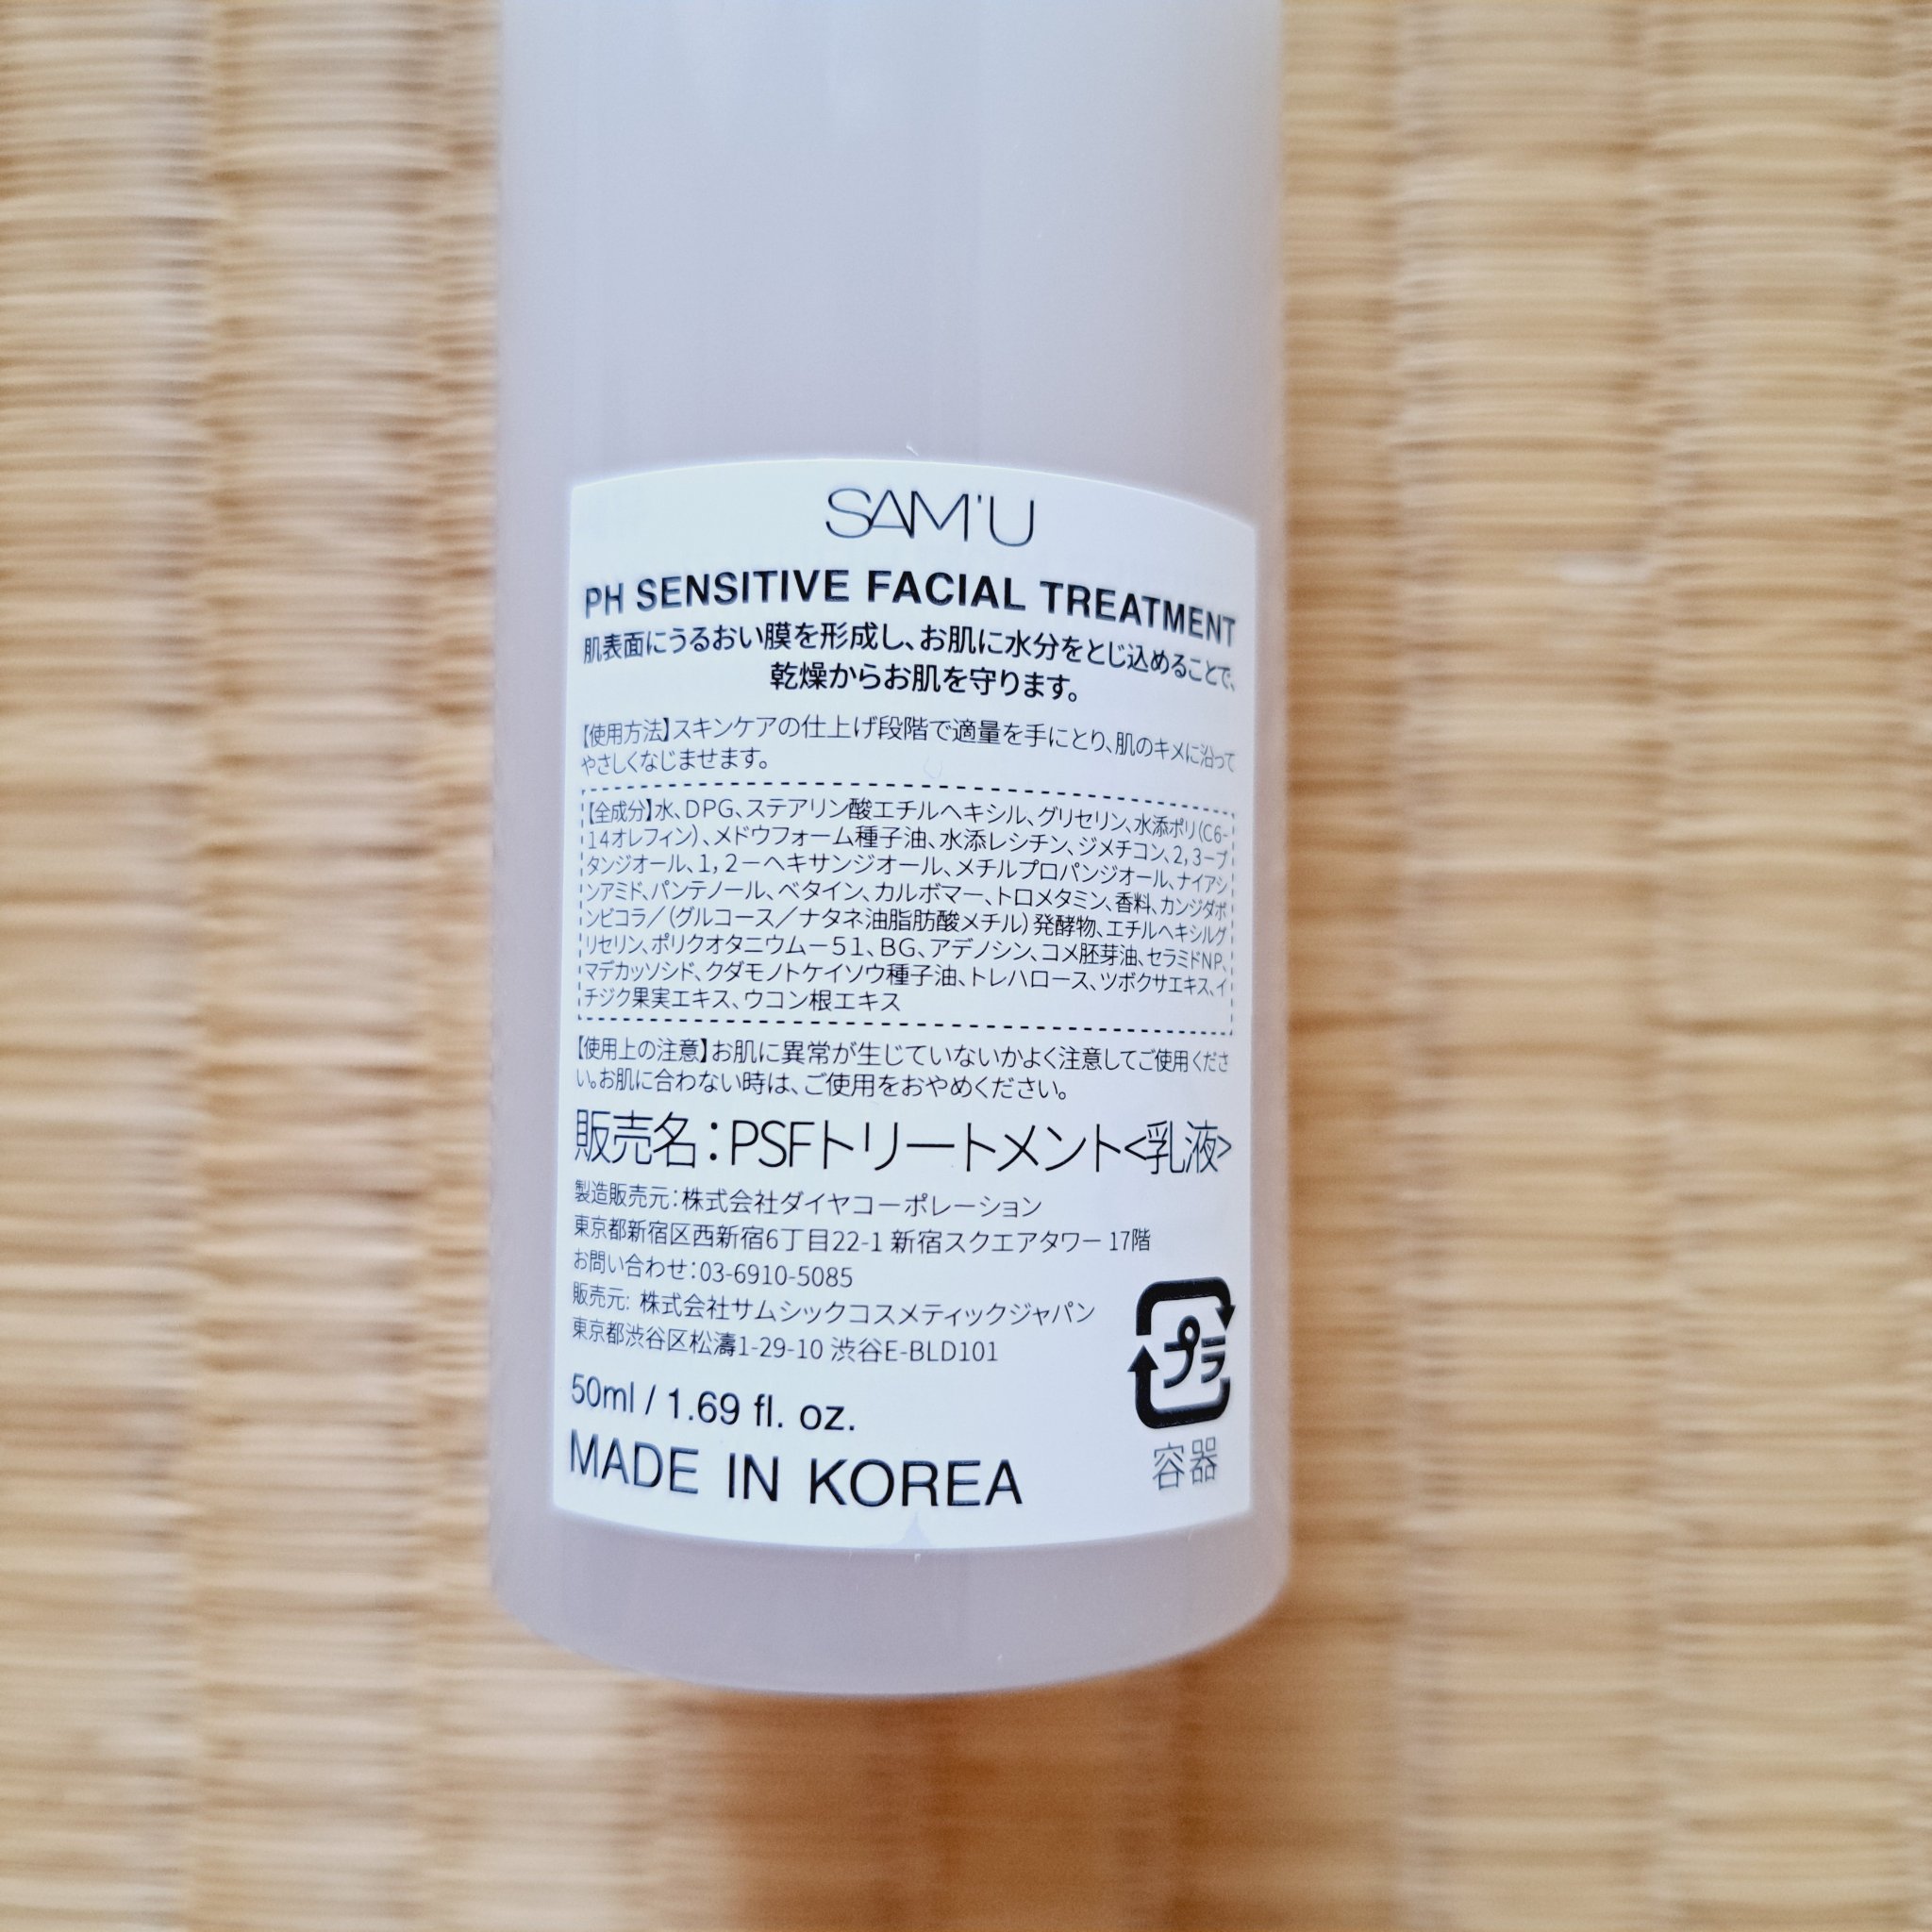 SAM'U
PH SENSITIVE FACIAL TREATMENT
肌表面にうるおい膜を形成し、お肌に水分をとじ込めることで、
乾燥からお肌を守ります。
【使用方法】スキンケアの仕上げ段階で適量を手にとり、肌のキメに沿って
やさしくなじませます。
【全成分】水、DPG、ステアリン酸エチルヘキシル、グリセリン、水添ポリ(C6-
14オレフィン)、メドウフォーム種子油、水添レシチン、ジメチコン、2,3-ブ
タンジオール、1,2-ヘキサンジオール、メチルプロパンジオール、ナイアシ
ンアミド、パンテノール、ベタイン、カルボマー、トロメタミン、香料、カンジダボ
ンビコラ/(グルコース/ナタネ油脂肪酸メチル)発酵物、エチルヘキシルグ
リセリン、ポリクオタニウム-51、BG、アデノシン、コメ胚芽油、セラミドNP、
マデカッソシド、クダモノトケイソウ種子油、トレハロース、ツボクサエキス、イ
チジク果実エキス、ウコン根エキス
【使用上の注意】お肌に異常が生じていないかよく注意してご使用くださ
い。お肌に合わない時は、ご使用をおやめください。
販売名：PSFトリートメント<乳液>
製造販売元：株式会社ダイヤコーポレーション
東京都新宿区西新宿6丁目22-1 新宿スクエアタワー 17階
お問い合わせ：03-6910-5085
販売元: 株式会社サムシックコスメティックジャパン
東京都渋谷区松濤1-29-10 渋谷E-BLD101
プラ
50ml / 1.69 fl. oz.
MADE IN KOREA
容器